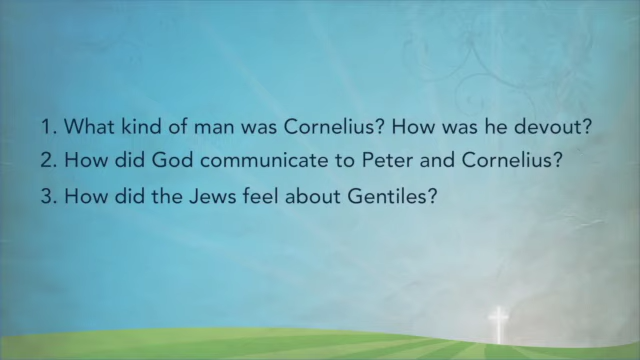 1. What kind of man was Cornelius? How was he devout?
2. How did God communicate to Peter and Cornelius?
3. How did the Jews feel about Gentiles?